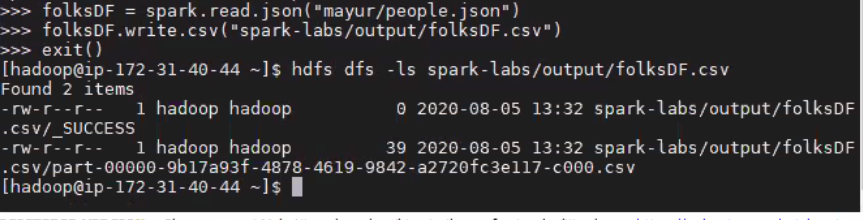 >>> folksDF = spark.read.json("mayur/people.json")
>>> folksDF.write.csv("spark-labs/output/folksDF.csv")
>>> exit()
[hadoop@ip-172-31-40-44 ~]$ hdfs dfs -ls spark-labs/output/folksDF.csv
Found 2 items
-rw-r--r--   1 hadoop hadoop          0 2020-08-05 13:32 spark-labs/output/folksDF
.csv/_SUCCESS
-rw-r--r--   1 hadoop hadoop         39 2020-08-05 13:32 spark-labs/output/folksDF
.csv/part-00000-9b17a93f-4878-4619-9842-a2720fc3e117-c000.csv
[hadoop@ip-172-31-40-44 ~]$